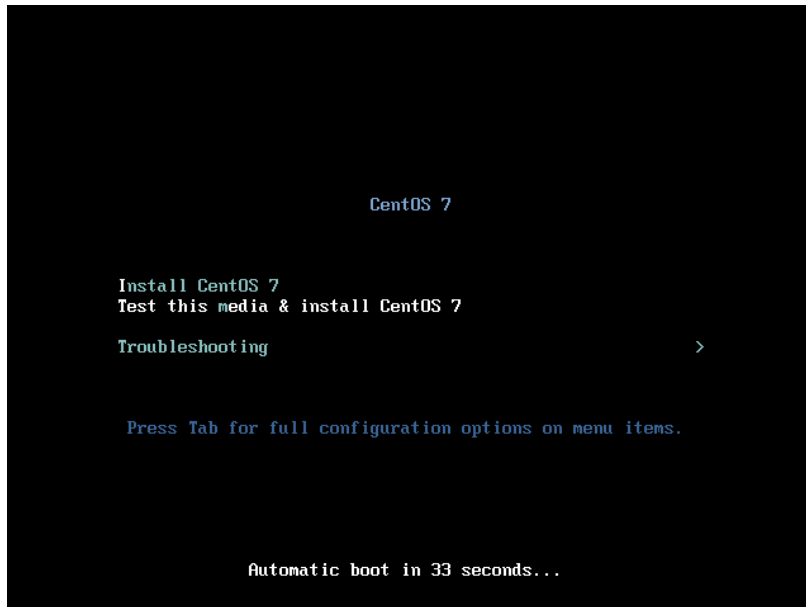 CentOS 7
Install CentOS 7
Test this media & install CentOS 7
Troubleshooting >
Press Tab for full configuration options on menu items.
Automatic boot in 33 seconds...